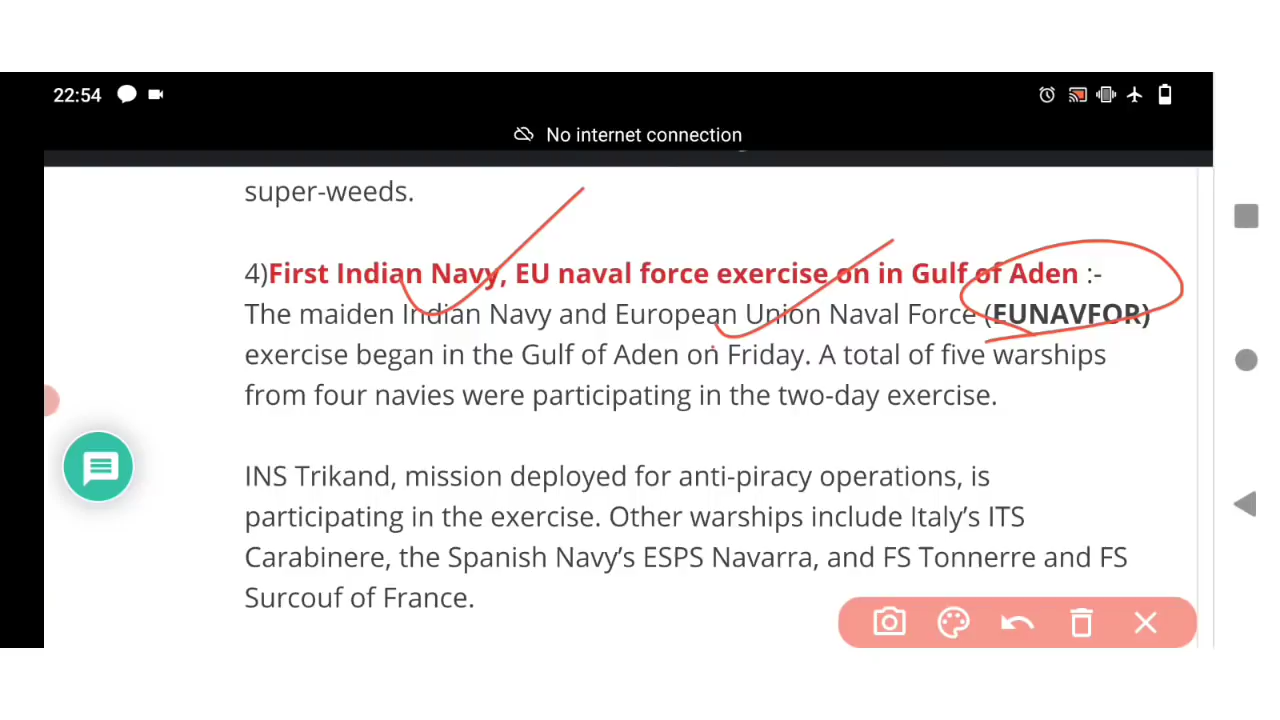 22:54
No internet connection
super-weeds.
4)First Indian Navy, EU naval force exercise on in Gulf of Aden :-
The maiden Indian Navy and European Union Naval Force (EUNAVFOR)
exercise began in the Gulf of Aden on Friday. A total of five warships
from four navies were participating in the two-day exercise.
INS Trikand, mission deployed for anti-piracy operations, is
participating in the exercise. Other warships include Italy’s ITS
Carabinere, the Spanish Navy’s ESPS Navarra, and FS Tonnerre and FS
Surcouf of France.